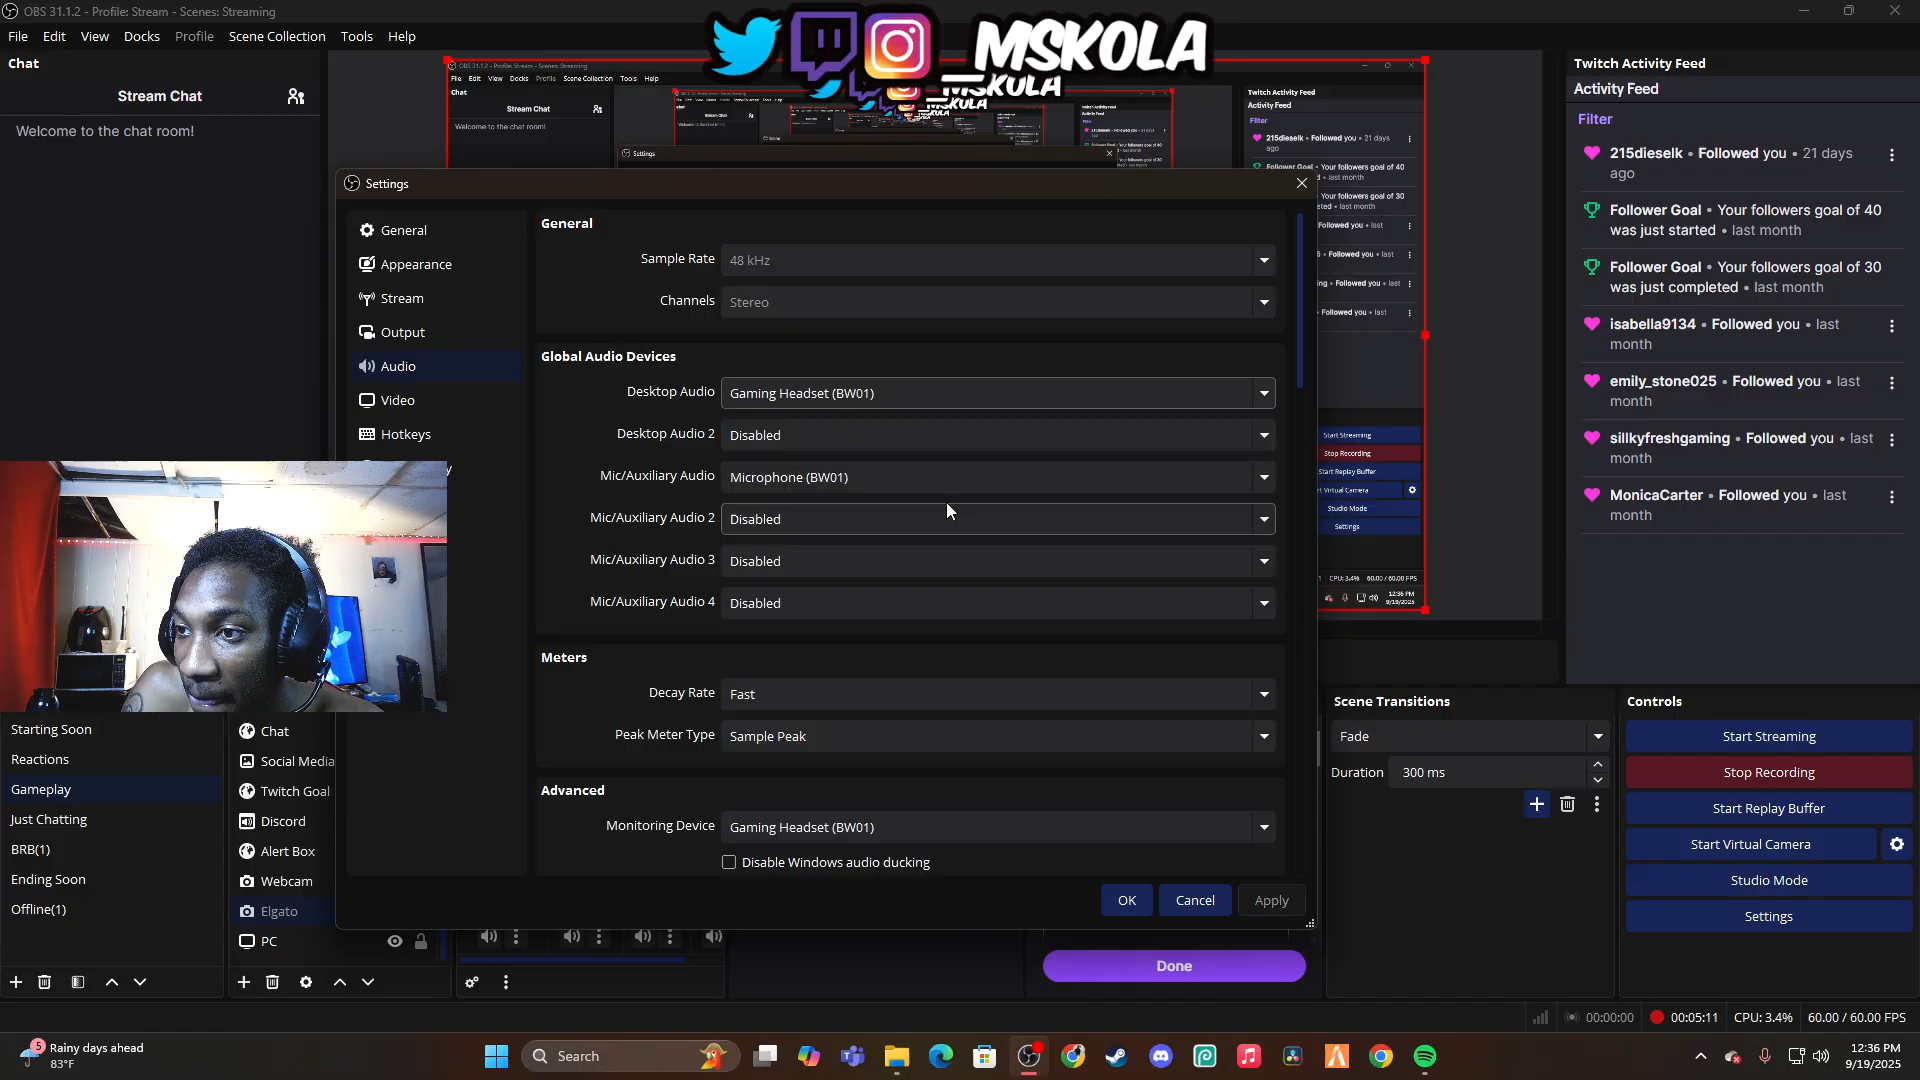 OBS 31.1.2 - Profile: Stream - Scenes: Streaming
File Edit View Docks Profile Scene Collection Tools Help
_MSKOLA
Chat
Stream Chat
Welcome to the chat room!
Twitch Activity Feed
Activity Feed
Filter
215dieselk • Followed you • 21 days
ago
Follower Goal • Your followers goal of 40
was just started • last month
Follower Goal • Your followers goal of 30
was just completed • last month
isabella9134 • Followed you • last
month
emily_stone025 • Followed you • last
month
sillkyfreshgaming • Followed you • last
month
MonicaCarter • Followed you • last
month
Settings
General
Appearance
Stream
Output
Audio
Video
Hotkeys
General
Sample Rate 48 kHz
Channels Stereo
Global Audio Devices
Desktop Audio Gaming Headset (BW01)
Desktop Audio 2 Disabled
Mic/Auxiliary Audio Microphone (BW01)
Mic/Auxiliary Audio 2 Disabled
Mic/Auxiliary Audio 3 Disabled
Mic/Auxiliary Audio 4 Disabled
Meters
Decay Rate Fast
Peak Meter Type Sample Peak
Advanced
Monitoring Device Gaming Headset (BW01)
Disable Windows audio ducking
OK Cancel Apply
Starting Soon
Reactions
Gameplay
Just Chatting
BRB(1)
Ending Soon
Offline(1)
Chat
Social Media
Twitch Goal
Discord
Alert Box
Webcam
Elgato
PC
Done
Scene Transitions
Fade
Duration 300 ms
Controls
Start Streaming
Stop Recording
Start Replay Buffer
Start Virtual Camera
Studio Mode
Settings
00:00:00 00:05:11 CPU: 3.4% 60.00 / 60.00 FPS
5
Rainy days ahead
83°F
Search
12:36 PM
9/19/2025